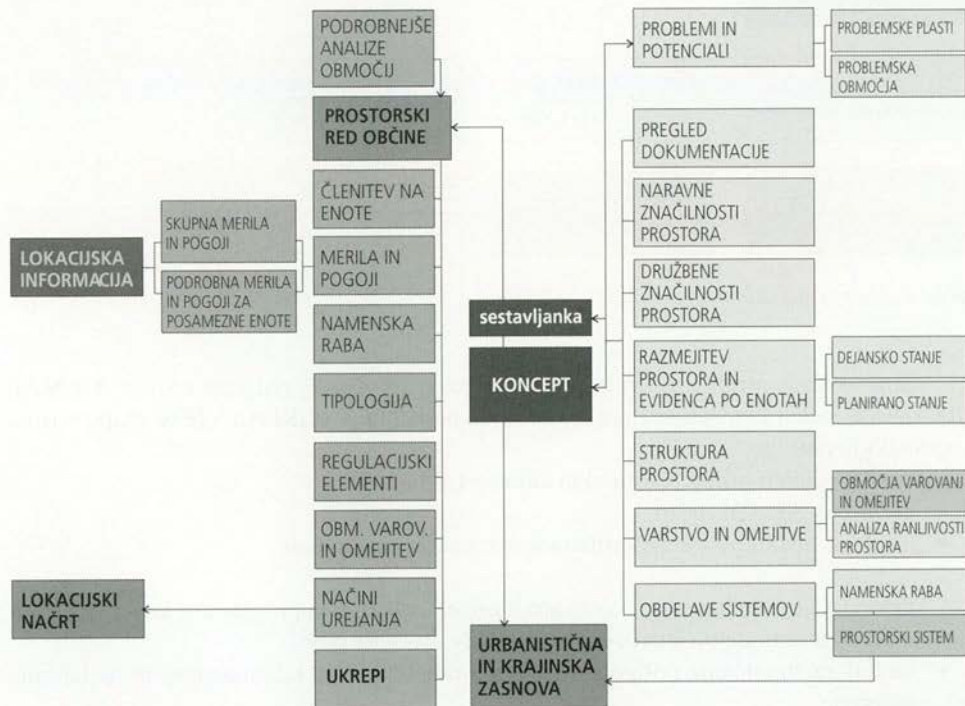 PODROBNEJŠE
ANALIZE
OBMOČIJ
PROSTORSKI
RED OBČINE
ČLENITEV NA
ENOTE
SKUPNA MERILA
IN POGOJI
LOKACIJSKA
INFORMACIJA
PODROBNA MERILA
IN POGOJI ZA
POSAMEZNE ENOTE
MERILA IN
POGOJI
NAMENSKA
RABA
TIPOLOGIJA
REGULACIJSKI
ELEMENTI
OBM. VAROV.
IN OMEJITEV
NAČINI
UREJANJA
LOKACIJSKI
NAČRT
UKREPI
sestavljanka
KONCEPT
URBANISTIČNA
IN KRAJINSKA
ZASNOVA
PROBLEMI IN
POTENCIALI
PROBLEMSKE PLASTI
PROBLEMSKA
OBMOČJA
PREGLED
DOKUMENTACIJE
NARAVNE
ZNAČILNOSTI
PROSTORA
DRUŽBENE
ZNAČILNOSTI
PROSTORA
RAZMEJITEV
PROSTORA IN
EVIDENCA PO ENOTAH
DEJANSKO STANJE
PLANIRANO STANJE
STRUKTURA
PROSTORA
VARSTVO IN OMEJITVE
OBMOČJA VAROVANJ
IN OMEJITEV
ANALIZA RANLJIVOSTI
PROSTORA
OBDELAVE SISTEMOV
NAMENSKA RABA
PROSTORSKI SISTEM